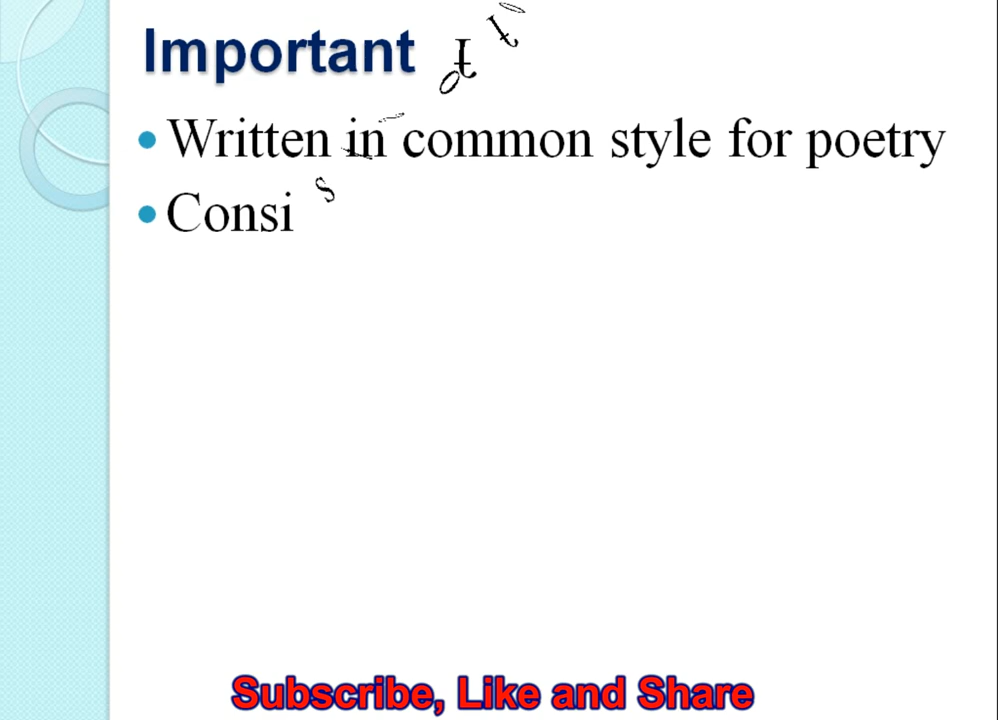 Important
Written in common style for poetry
Consi
Subscribe, Like and Share